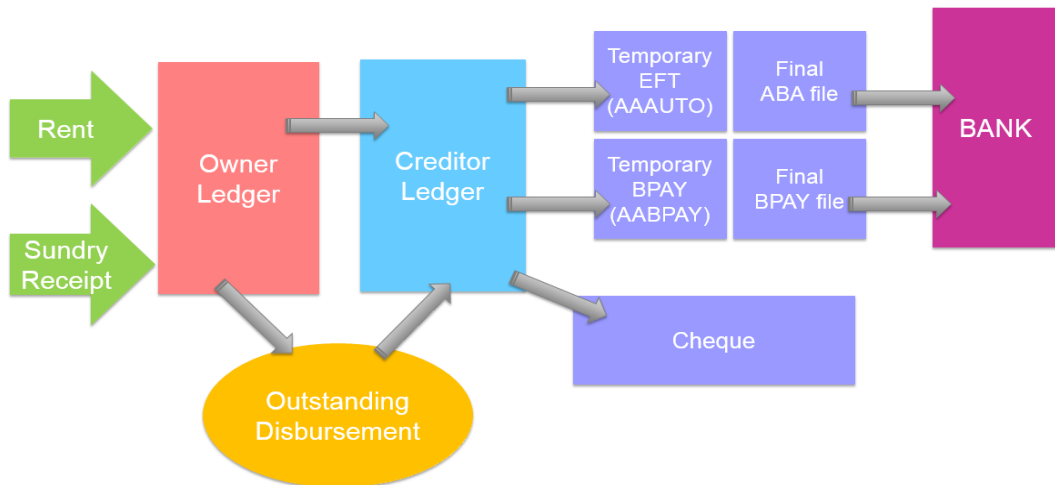 Rent
Sundry
Receipt
Owner
Ledger
Outstanding
Disbursement
Creditor
Ledger
Temporary
EFT
(AAAUTO)
Final
ABA file
Temporary
BPAY
(AABPAY)
Final
BPAY file
Cheque
BANK